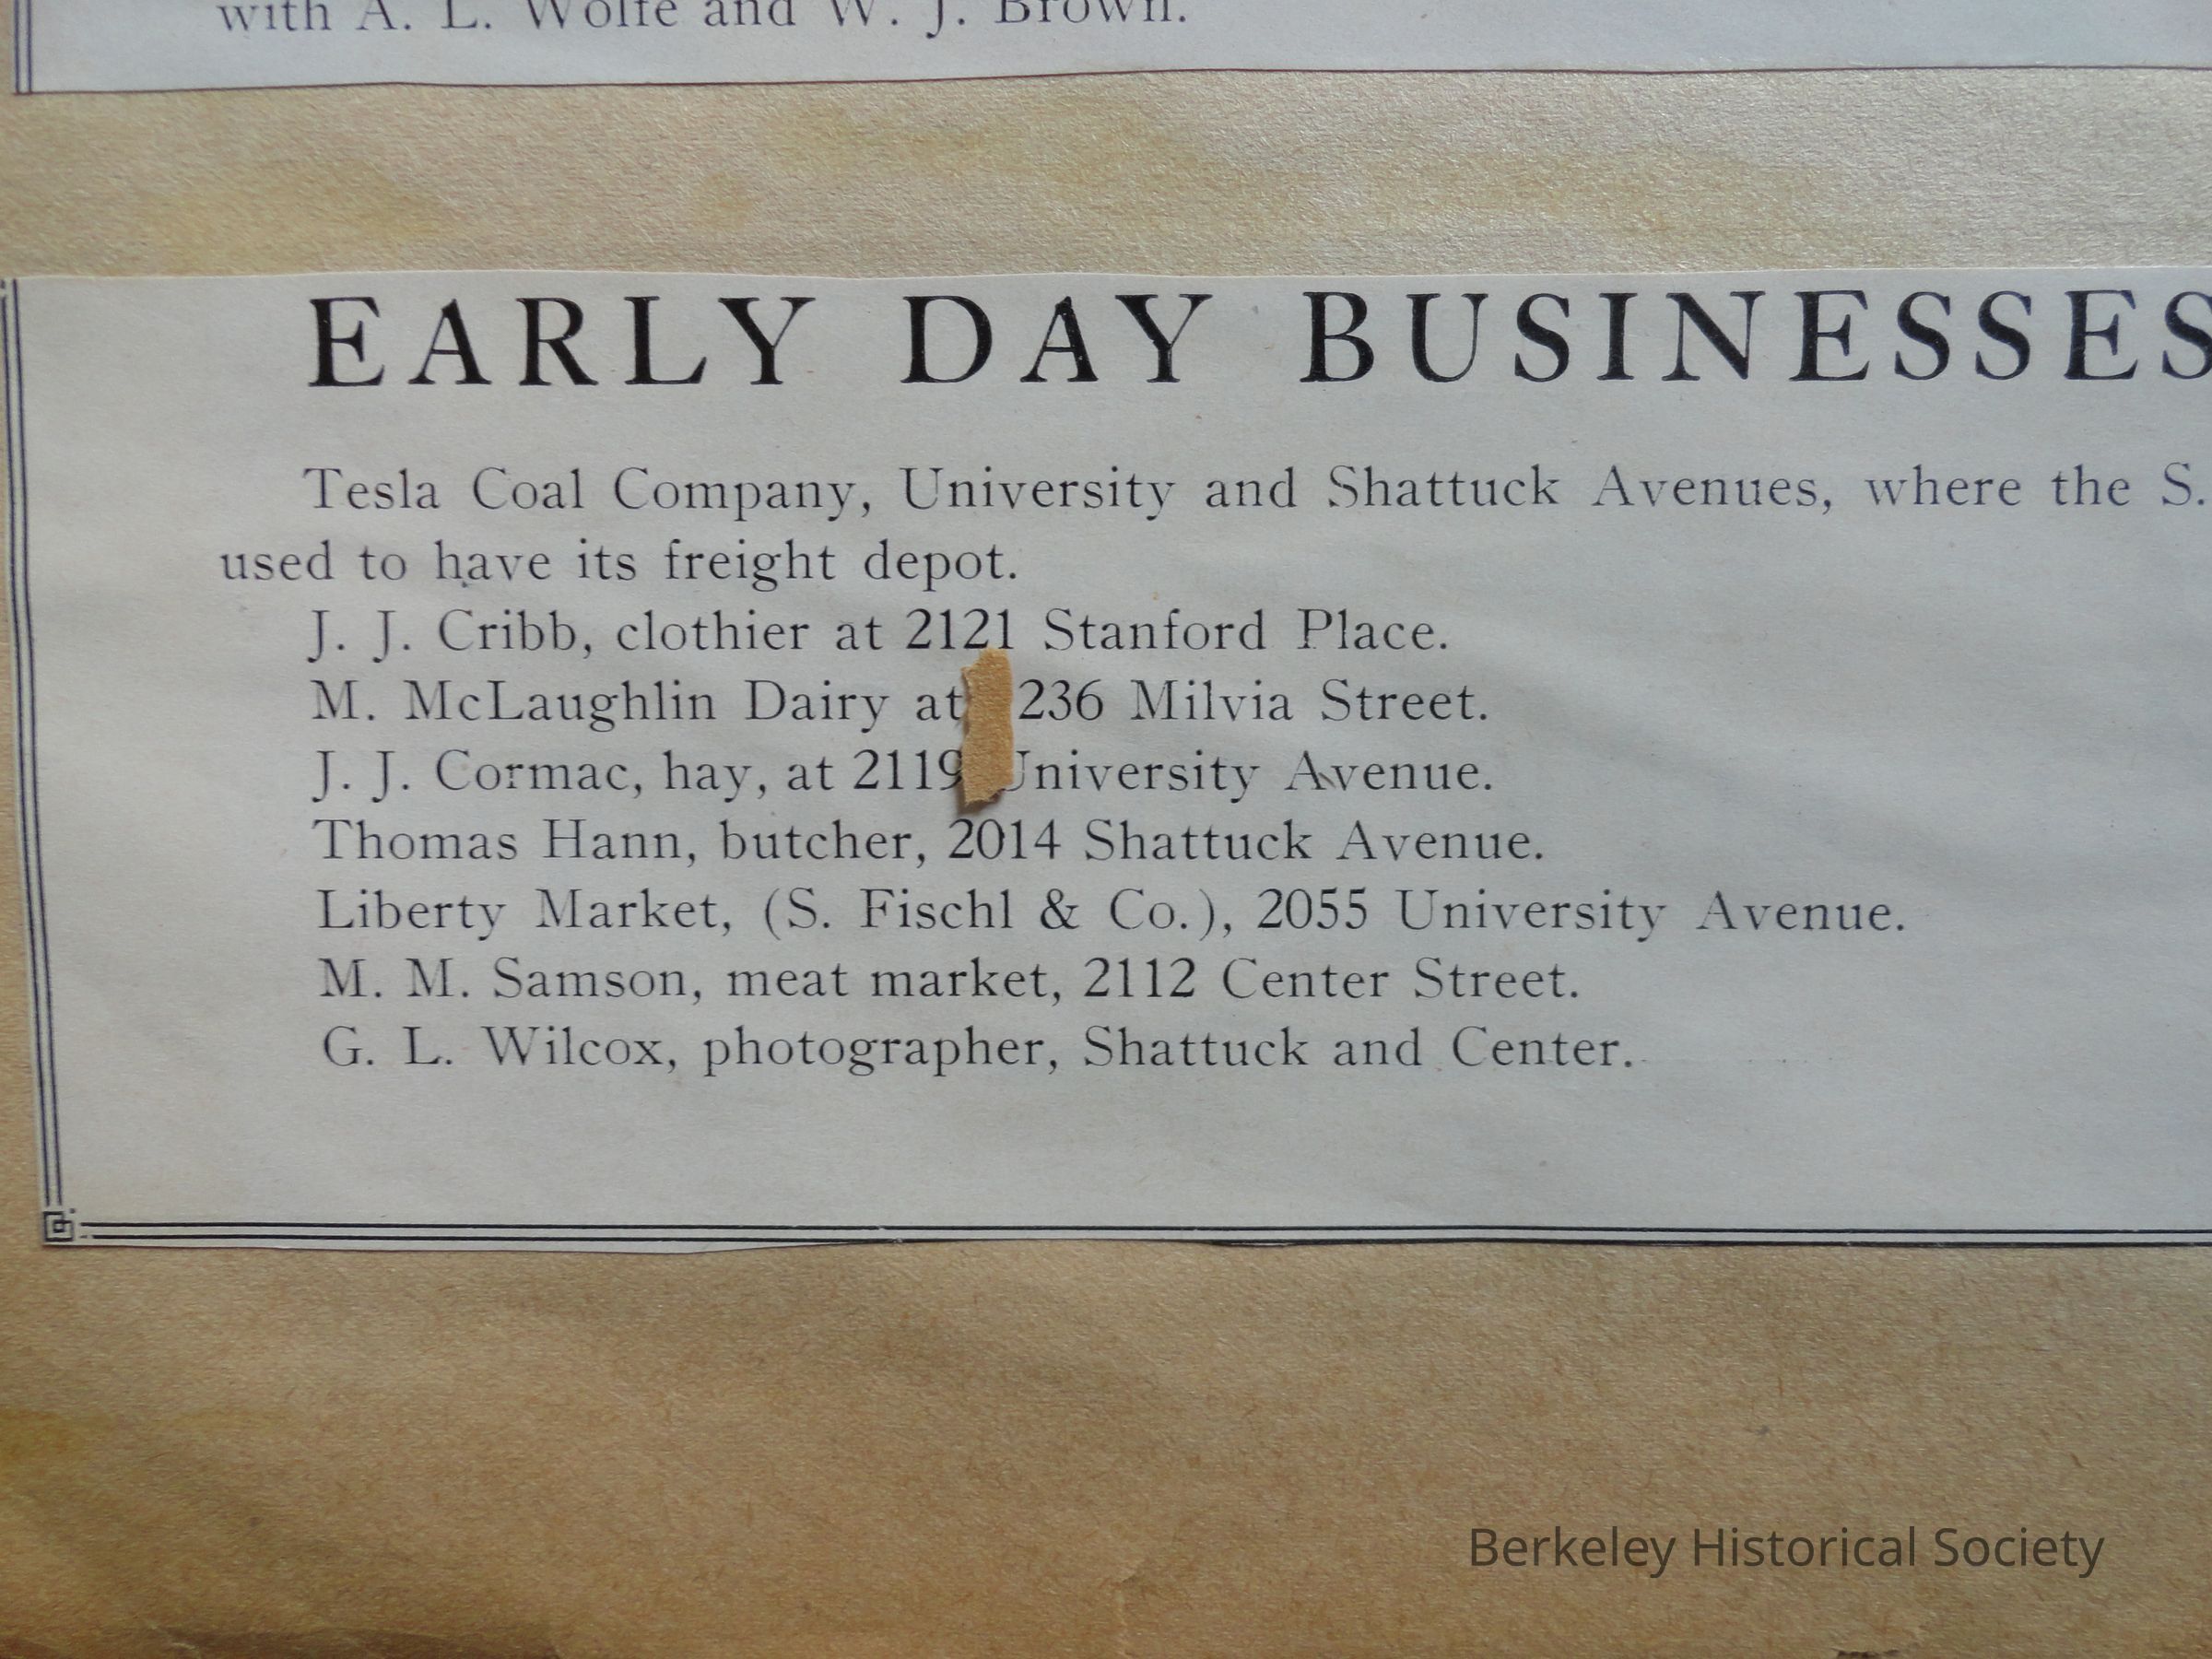 with A. L. Wolfe and W. J. Brown.
EARLY DAY BUSINESSES
Tesla Coal Company, University and Shattuck Avenues, where the S.
used to have its freight depot.
J. J. Cribb, clothier at 2121 Stanford Place.
M. McLaughlin Dairy at 236 Milvia Street.
J. J. Cormac, hay, at 2119 University Avenue.
Thomas Hann, butcher, 2014 Shattuck Avenue.
Liberty Market, (S. Fischl & Co.), 2055 University Avenue.
M. M. Samson, meat market, 2112 Center Street.
G. L. Wilcox, photographer, Shattuck and Center.
Berkeley Historical Society